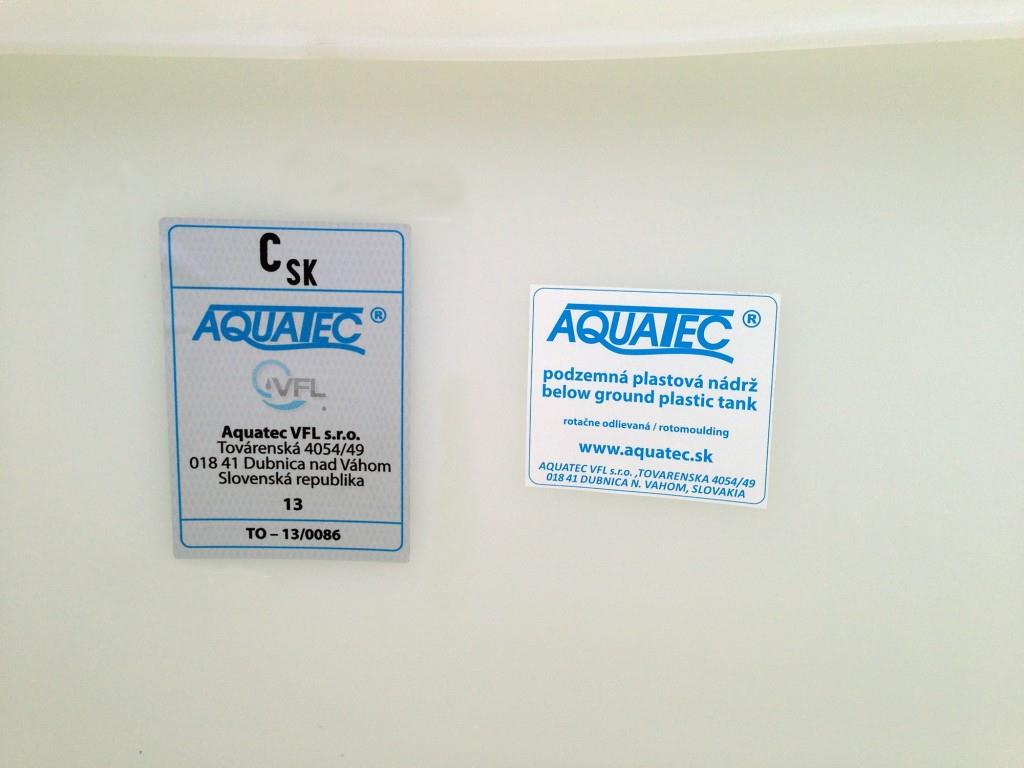 C SK
AQUATEC ®
VFL
Aquatec VFL s.r.o.
Továrenská 4054/49
018 41 Dubnica nad Váhom
Slovenská republika
13
TO – 13/0086
AQUATEC ®
podzemná plastová nádrž
below ground plastic tank
rotačne odlievaná / rotomoulding
www.aquatec.sk
AQUATEC VFL s.r.o. ,TOVARENSKA 4054/49
018 41 DUBNICA N. VAHOM, SLOVAKIA